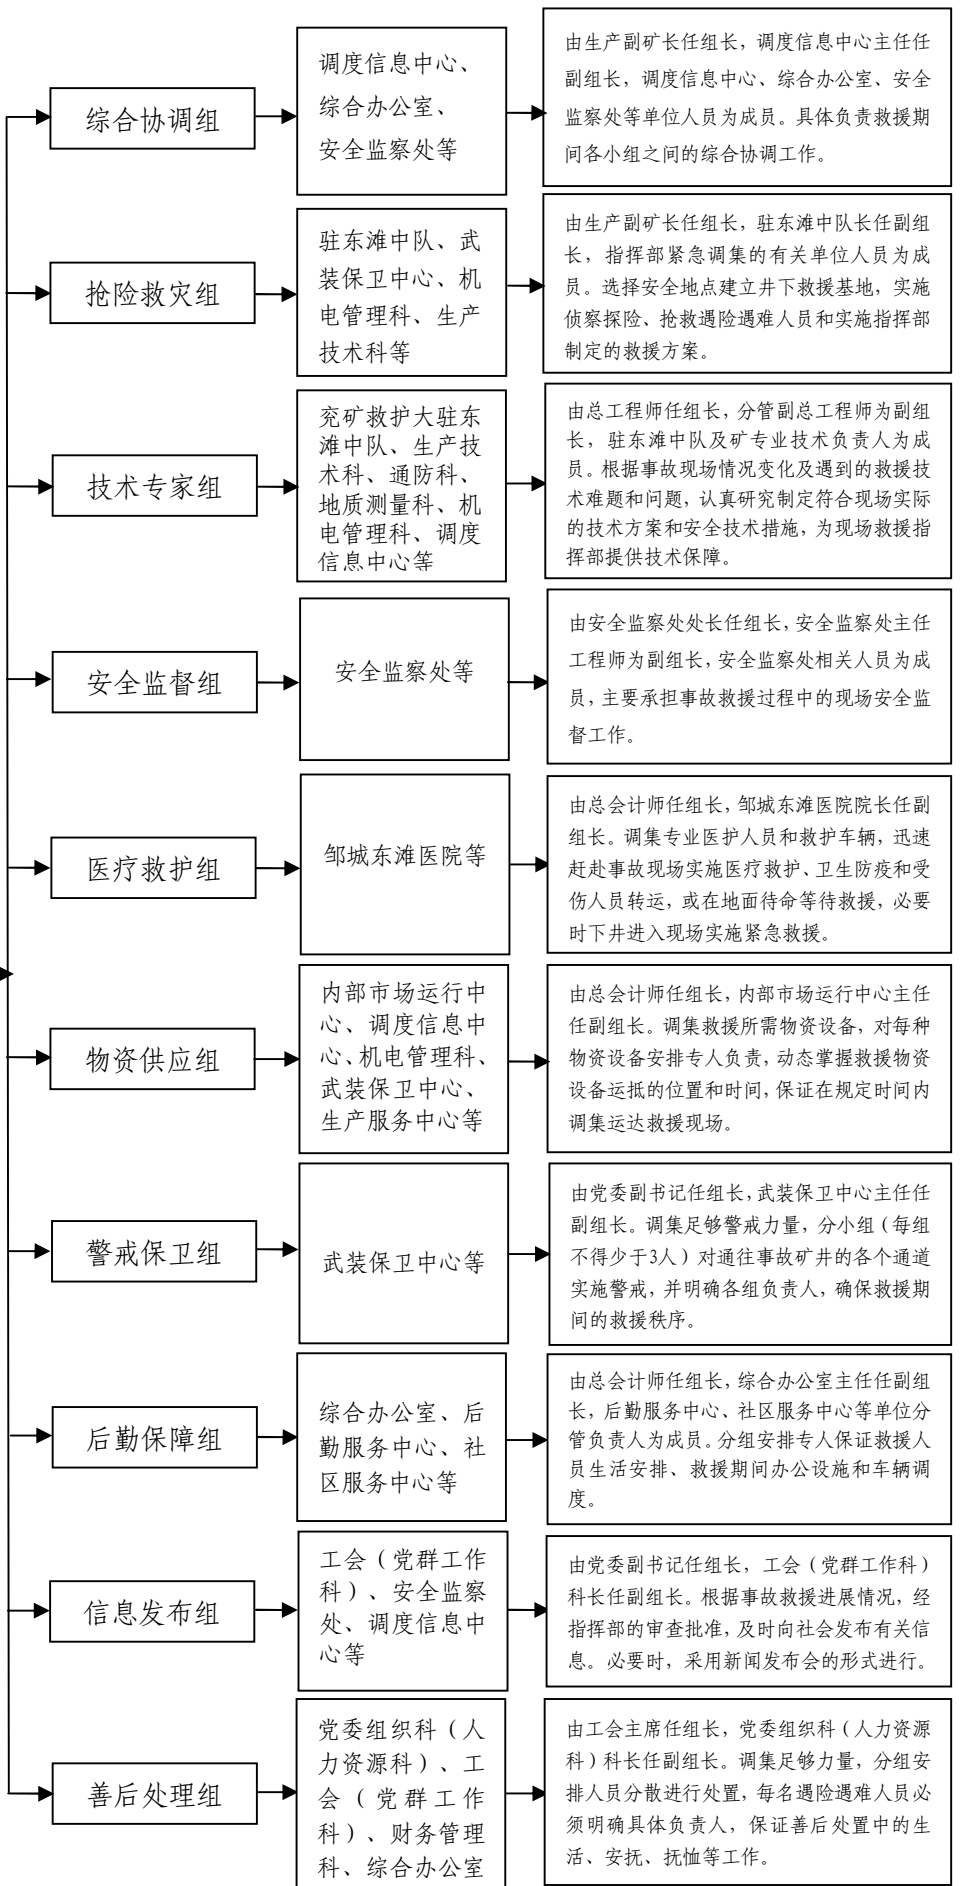 综合协调组
调度信息中心、
综合办公室、
安全监察处等
由生产副矿长任组长，调度信息中心主任任
副组长，调度信息中心、综合办公室、安全
监察处等单位人员为成员。具体负责救援期
间各小组之间的综合协调工作。
抢险救灾组
驻东滩中队、武
装保卫中心、机
电管理科、生产
技术科等
由生产副矿长任组长，驻东滩中队长任副组
长，指挥部紧急调集的有关单位人员为成
员。选择安全地点建立井下救援基地，实施
侦察探险、抢救遇险遇难人员和实施指挥部
制定的救援方案。
技术专家组
兖矿救护大驻东
滩中队、生产技
术科、通防科、
地质测量科、机
电管理科、调度
信息中心等
由总工程师任组长，分管副总工程师为副组
长，驻东滩中队及矿专业技术负责人为成
员。根据事故现场情况变化及遇到的救援技
术难题和问题，认真研究制定符合现场实际
的技术方案和安全技术措施，为现场救援指
挥部提供技术保障。
安全监督组
安全监察处等
由安全监察处处长任组长，安全监察处主任
工程师为副组长，安全监察处相关人员为成
员，主要承担事故救援过程中的现场安全监
督工作。
医疗救护组
邹城东滩医院等
由总会计师任组长，邹城东滩医院院长任副
组长。调集专业医护人员和救护车辆，迅速
赶赴事故现场实施医疗救护、卫生防疫和受
伤人员转运，或在地面待命等待救援，必要
时下井进入现场实施紧急救援。
物资供应组
内部市场运行中
心、调度信息中
心、机电管理科、
武装保卫中心、
生产服务中心等
由总会计师任组长，内部市场运行中心主任
任副组长。调集救援所需物资设备，对每种
物资设备安排专人负责，动态掌握救援物资
设备运抵的位置和时间，保证在规定时间内
调集运达救援现场。
警戒保卫组
武装保卫中心等
由党委副书记任组长，武装保卫中心主任任
副组长。调集足够警戒力量，分小组（每组
不得少于3人）对通往事故矿井的各个通道
实施警戒，并明确各组负责人，确保救援期
间的救援秩序。
后勤保障组
综合办公室、后
勤服务中心、社
区服务中心等
由总会计师任组长，综合办公室主任任副组
长，后勤服务中心、社区服务中心等单位分
管负责人为成员。分组安排专人保证救援人
员生活安排、救援期间办公设施和车辆调
度。
信息发布组
工会（党群工作
科）、安全监察
处、调度信息中
心等
由党委副书记任组长，工会（党群工作科）
科长任副组长。根据事故救援进展情况，经
指挥部的审查批准，及时向社会发布有关信
息。必要时，采用新闻发布会的形式进行。
善后处理组
党委组织科（人
力资源科）、工
会（党群工作
科）、财务管理
科、综合办公室
由工会主席任组长，党委组织科（人力资源
科）科长任副组长。调集足够力量，分组安
排人员分散进行处置，每名遇险遇难人员必
须明确具体负责人，保证善后处置中的生
活、安抚、抚恤等工作。